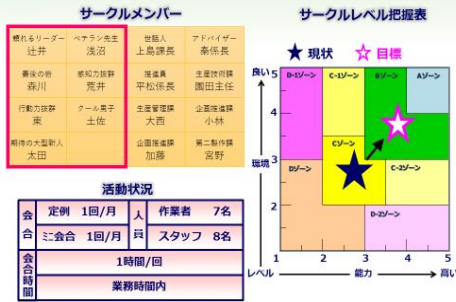 サークルメンバー
頼れるリーダー ベテラン先生 世話人 アドバイザー
辻井 浅沼 上島課長 秦係長
最後の砦 感知力抜群 推進員 生産技術課
森川 荒井 平松係長 園田主任
行動力抜群 クール男子 生産管理課 企画推進課
東 土佐 大西 小林
期待の大型新人 企画推進課 第二製作課
太田 加藤 宮野
活動状況
会合 定例 1回/月 人員 作業者 7名
ミニ会合 1回/月 スタッフ 8名
会合時間 1時間/回
業務時間内
サークルレベル把握表
★現状 ☆目標
良い 5
4
3
2
1
環境
D-1ゾーン C-1ゾーン Bゾーン Aゾーン
Cゾーン
Dゾーン C-2ゾーン
D-2ゾーン
1 2 3 4 5
レベル 能力 高い